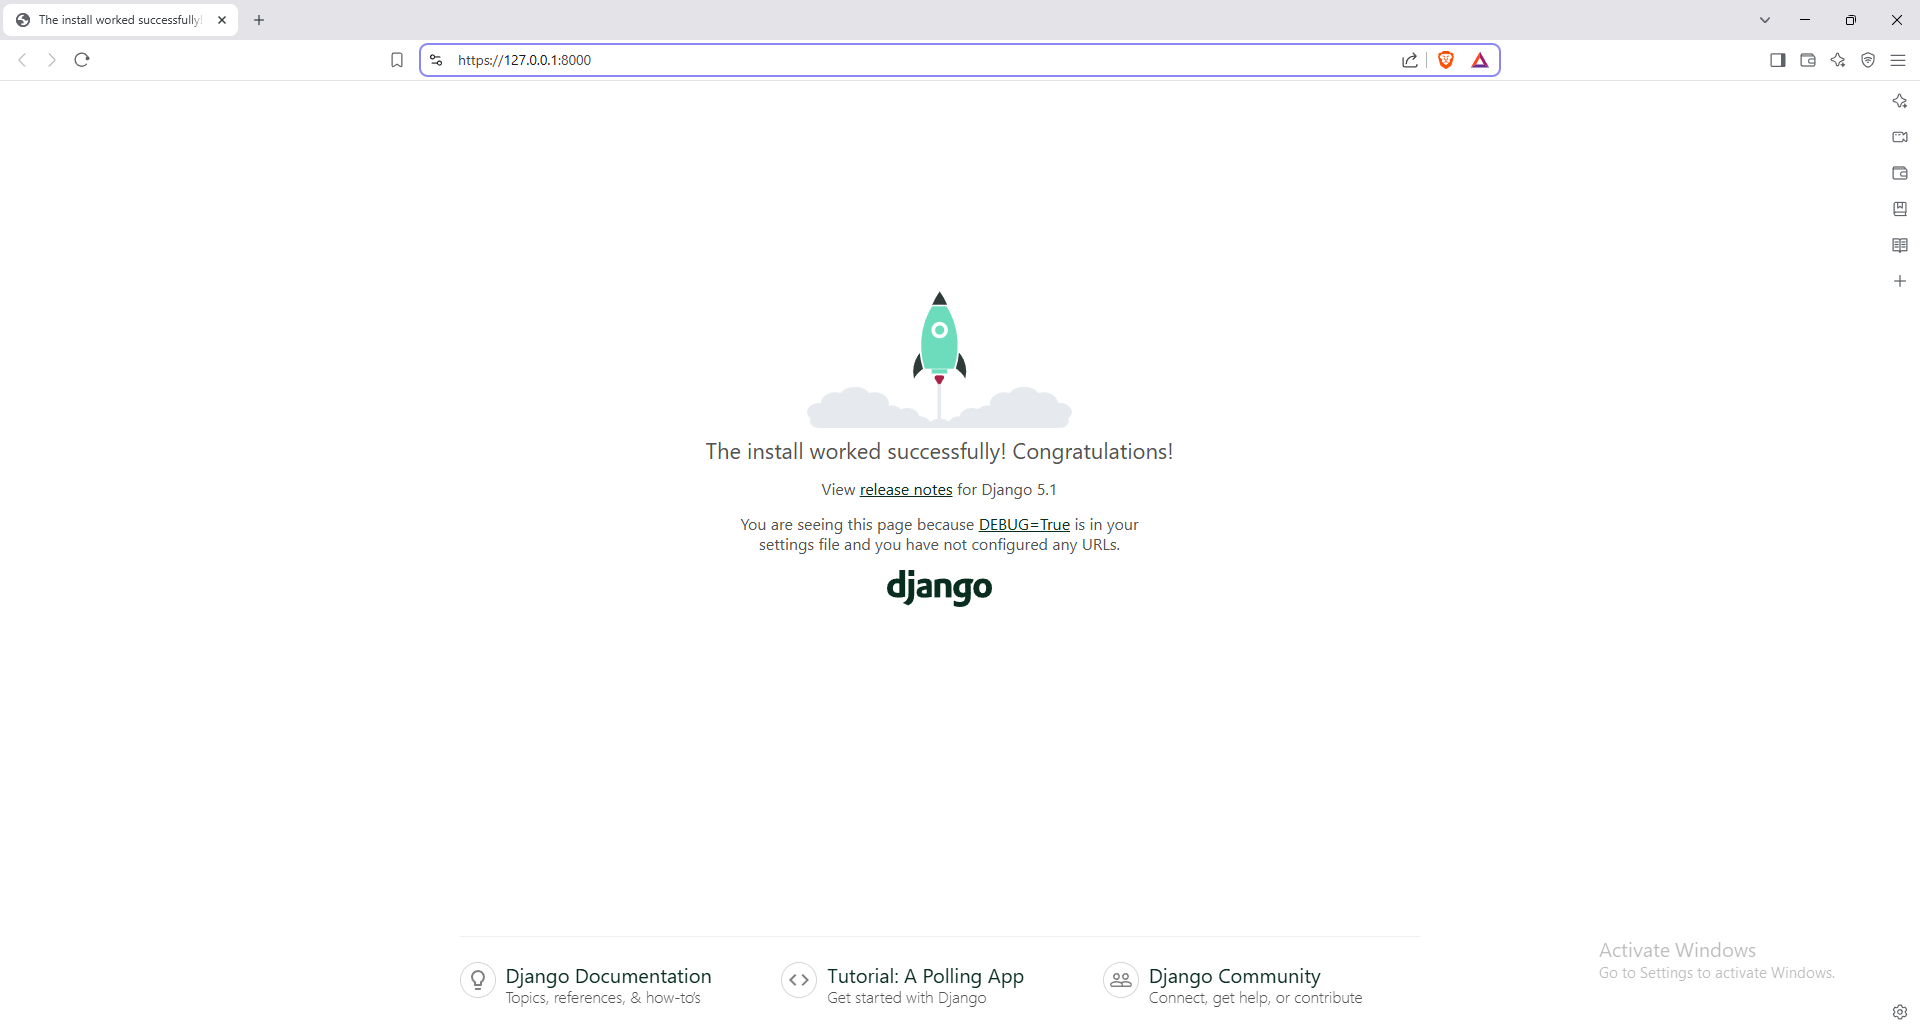 The install worked successfully!
https://127.0.0.1:8000
The install worked successfully! Congratulations!
View release notes for Django 5.1
You are seeing this page because DEBUG=True is in your
settings file and you have not configured any URLs.
django
Django Documentation
Topics, references, & how-to's
Tutorial: A Polling App
Get started with Django
Django Community
Connect, get help, or contribute
Activate Windows
Go to Settings to activate Windows.